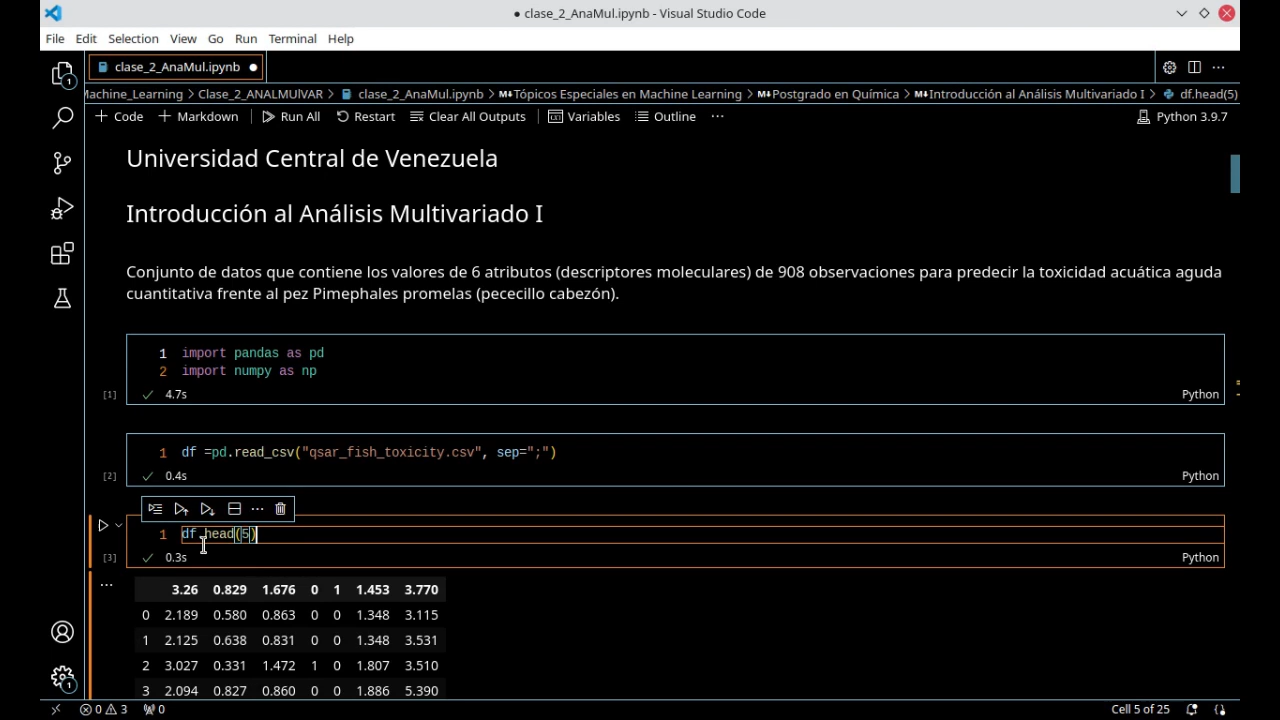 ● clase_2_AnaMul.ipynb - Visual Studio Code
File Edit Selection View Go Run Terminal Help
clase_2_AnaMul.ipynb ●
Machine_Learning > Clase_2_ANALMUlVAR > clase_2_AnaMul.ipynb > M↓Tópicos Especiales en Machine Learning > M↓Postgrado en Química > M↓Introducción al Análisis Multivariado I > df.head(5)
+ Code + Markdown Run All Restart Clear All Outputs Variables Outline ··· Python 3.9.7
Universidad Central de Venezuela
Introducción al Análisis Multivariado I
Conjunto de datos que contiene los valores de 6 atributos (descriptores moleculares) de 908 observaciones para predecir la toxicidad acuática aguda
cuantitativa frente al pez Pimephales promelas (pececillo cabezón).
1 import pandas as pd
2 import numpy as np
[1] ✓ 4.7s Python
1 df =pd.read_csv("qsar_fish_toxicity.csv", sep=";")
[2] ✓ 0.4s Python
1 df.head(5)
[3] ✓ 0.3s Python
3.26 0.829 1.676 0 1 1.453 3.770
0 2.189 0.580 0.863 0 0 1.348 3.115
1 2.125 0.638 0.831 0 0 1.348 3.531
2 3.027 0.331 1.472 1 0 1.807 3.510
3 2.094 0.827 0.860 0 0 1.886 5.390
1
1
0 3 0 Cell 5 of 25